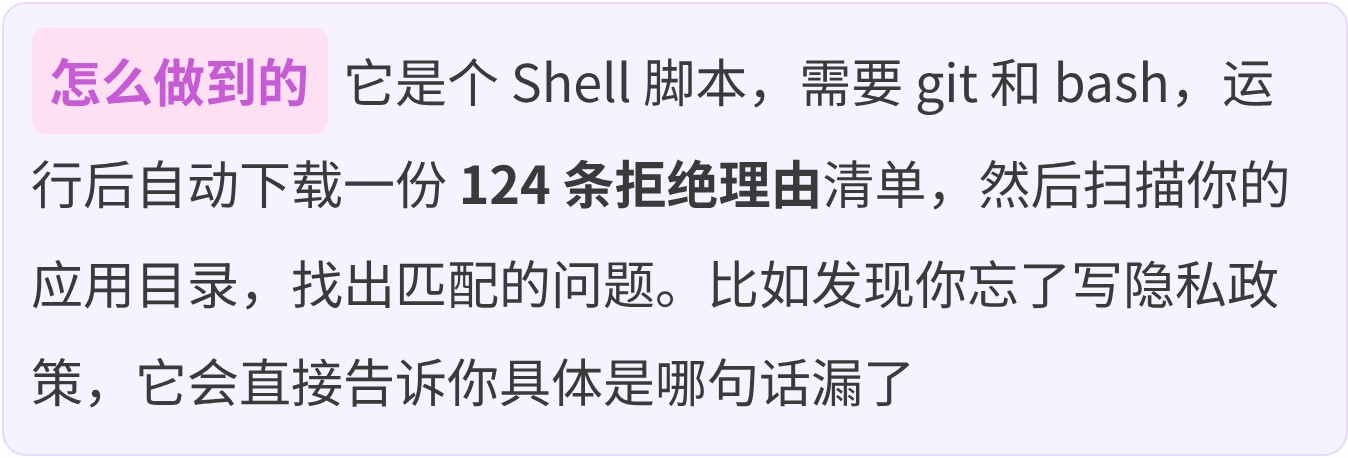 怎么做到的 它是个 Shell 脚本，需要 git 和 bash，运
行后自动下载一份 124 条拒绝理由清单，然后扫描你的
应用目录，找出匹配的问题。比如发现你忘了写隐私政
策，它会直接告诉你具体是哪句话漏了